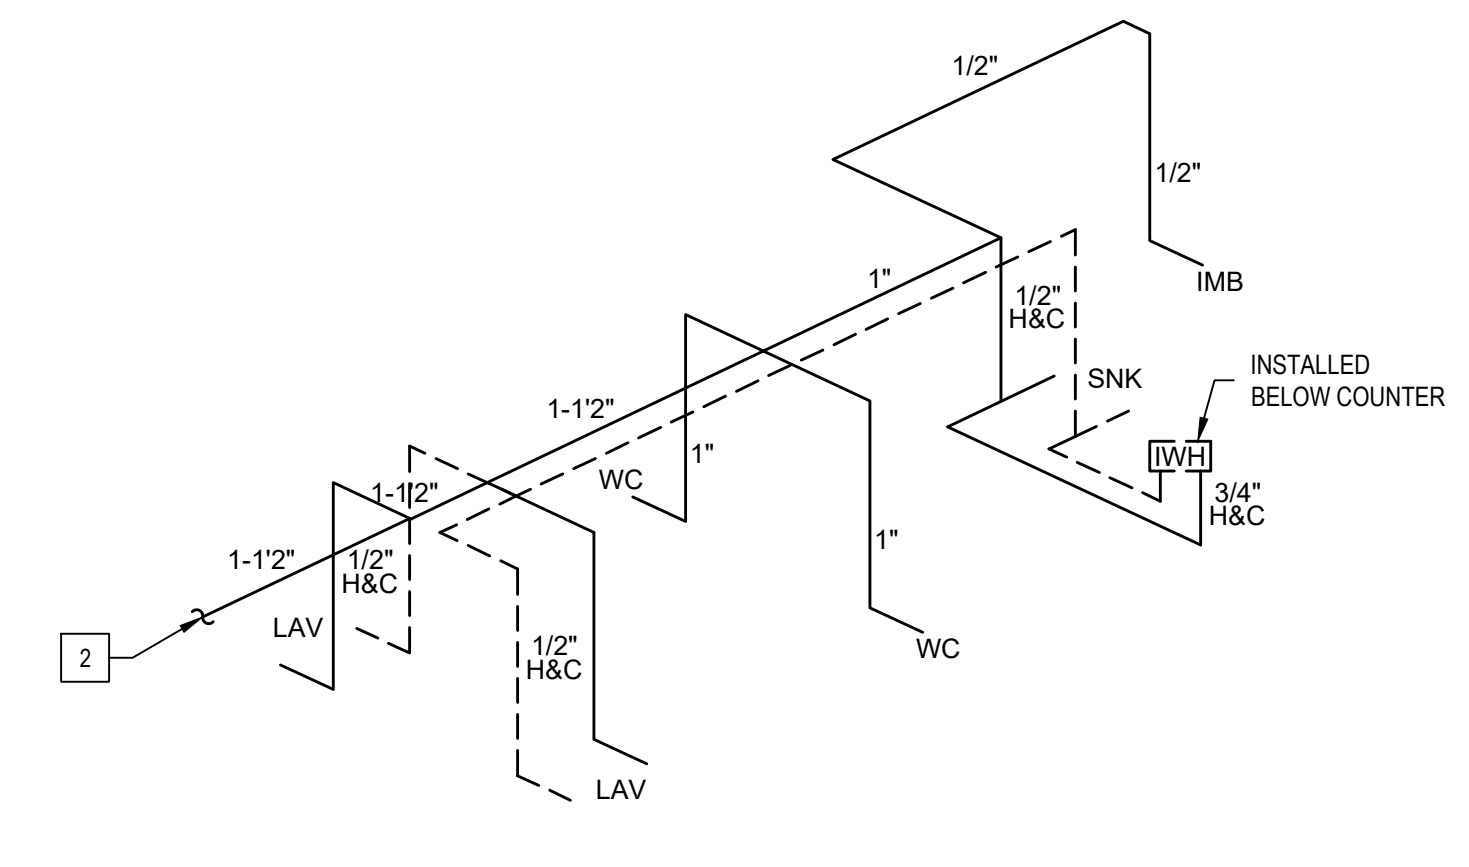 1/2"
1/2"
IMB
1"
1/2"
H&C
INSTALLED
BELOW COUNTER
SNK
1-1'2"
IWH
1"
WC
3/4"
H&C
1-1'2"
1"
1-1'2"
1/2"
H&C
LAV
1/2"
H&C
WC
2
LAV